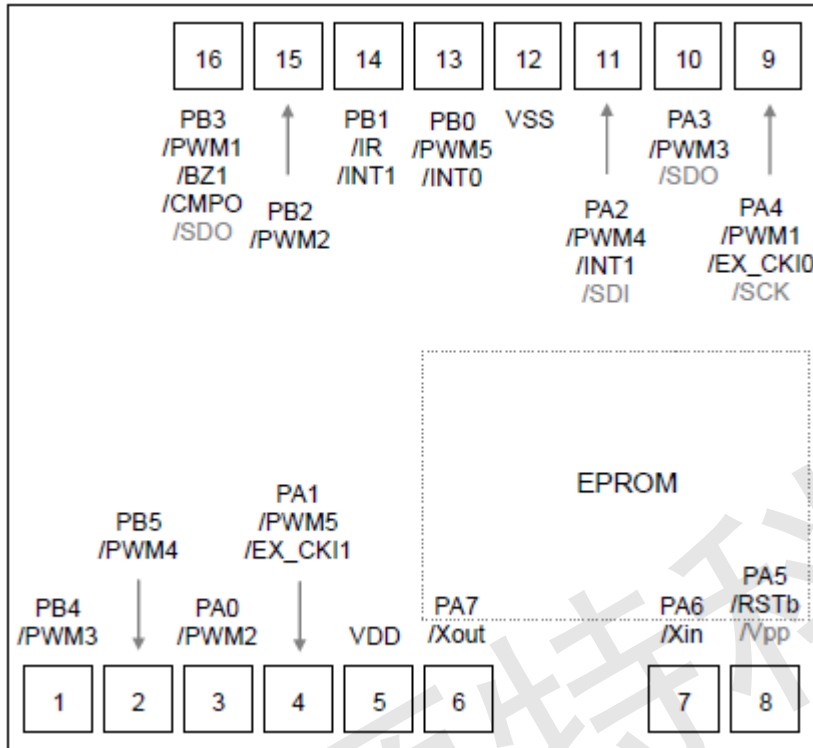 16 15 14 13 12 11 10 9
PB3
/PWM1
/BZ1
/CMPO
/SDO
PB2
/PWM2
PB1
/IR
/INT1
PB0
/PWM5
/INT0
VSS
PA2
/PWM4
/INT1
/SDI
PA3
/PWM3
/SDO
PA4
/PWM1
/EX_CKI0
/SCK
EPROM
PB4
/PWM3
PB5
/PWM4
PA0
/PWM2
PA1
/PWM5
/EX_CKI1
VDD
PA7
/Xout
PA6
/Xin
PA5
/RSTb
/Vpp
1 2 3 4 5 6 7 8
特科